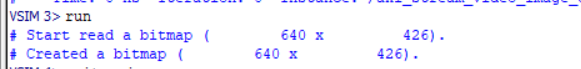 VSIM 3> run
# Start read a bitmap (         640 x         426).
# Created a bitmap (         640 x         426).